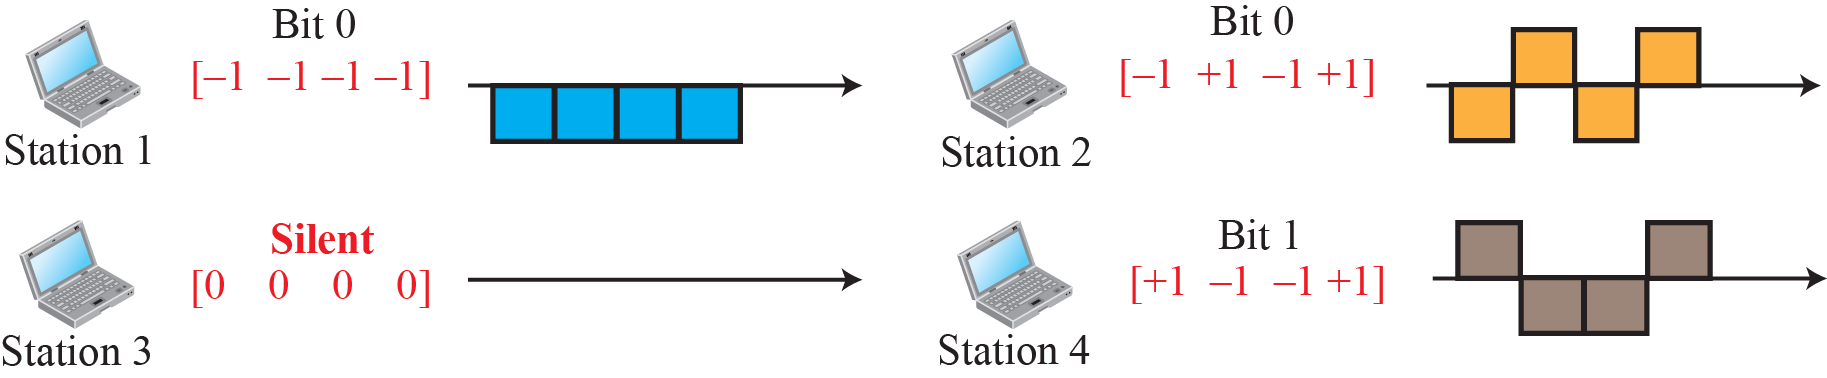 Bit 0
[–1 –1 –1 –1]
Station 1
Bit 0
[–1 +1 –1 +1]
Station 2
Silent
[0 0 0 0]
Station 3
Bit 1
[+1 –1 –1 +1]
Station 4